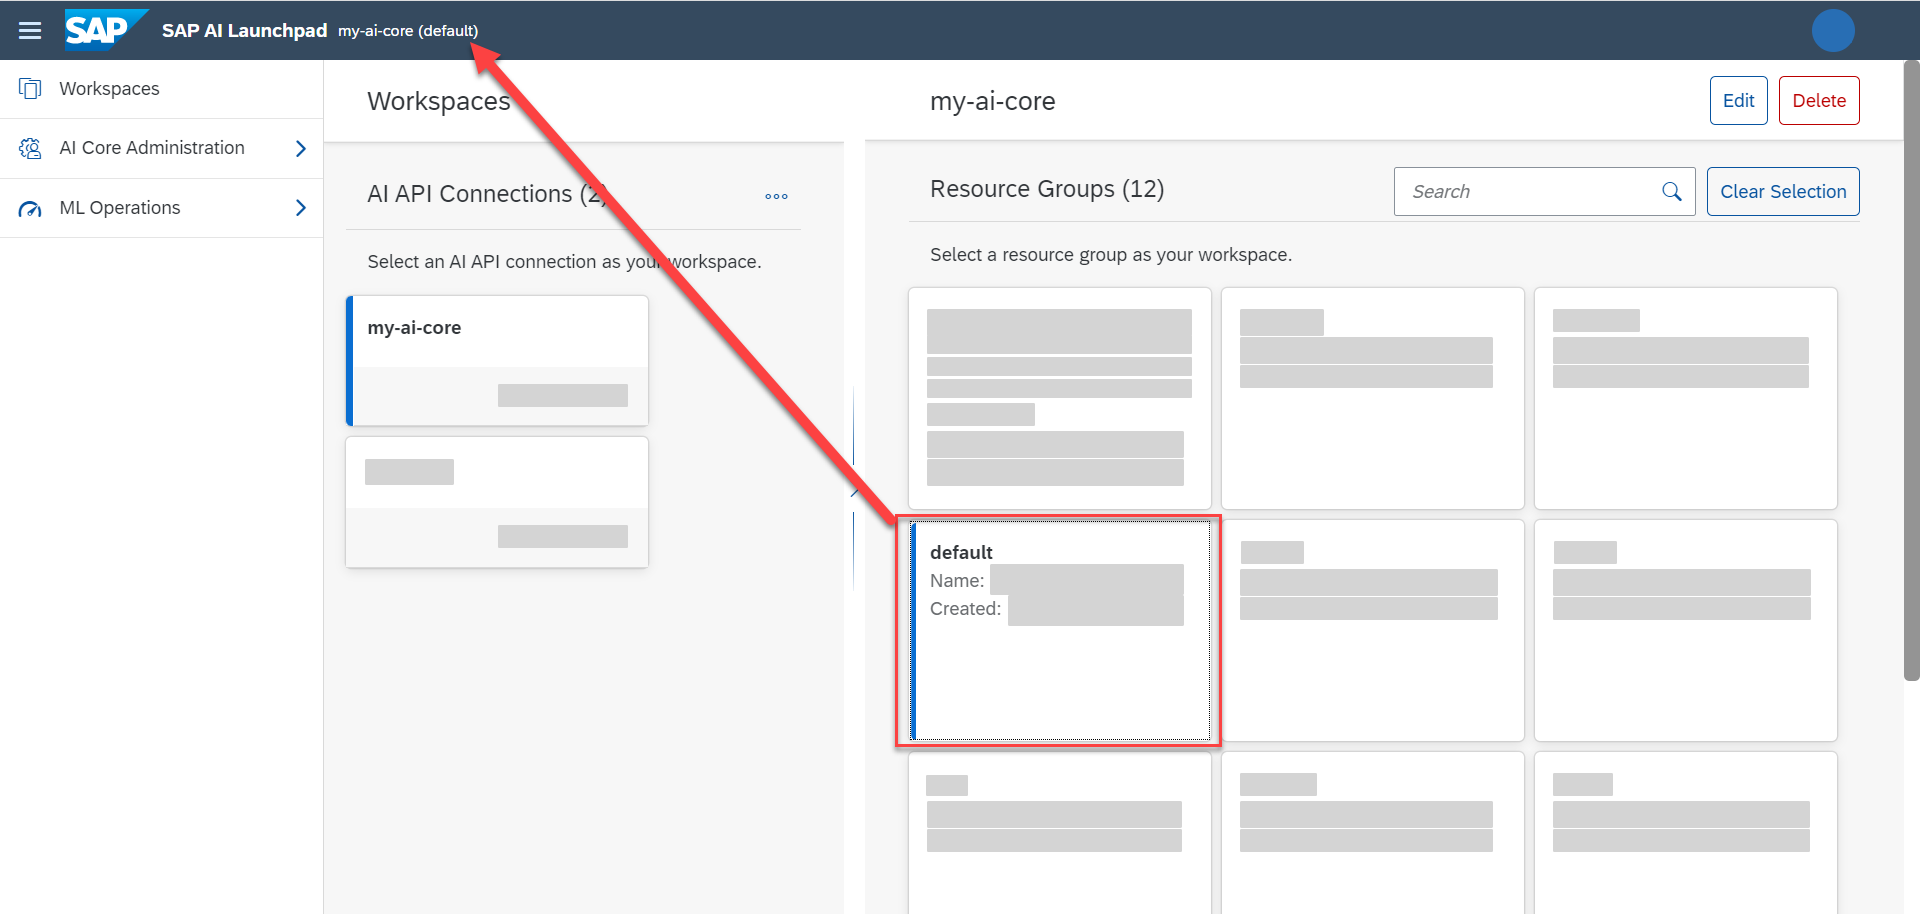 SAP SAP AI Launchpad my-ai-core (default)
Workspaces
AI Core Administration
ML Operations
Workspaces
AI API Connections (2)
Select an AI API connection as your workspace.
my-ai-core
my-ai-core
Edit
Delete
Resource Groups (12)
Search
Clear Selection
Select a resource group as your workspace.
default
Name:
Created: